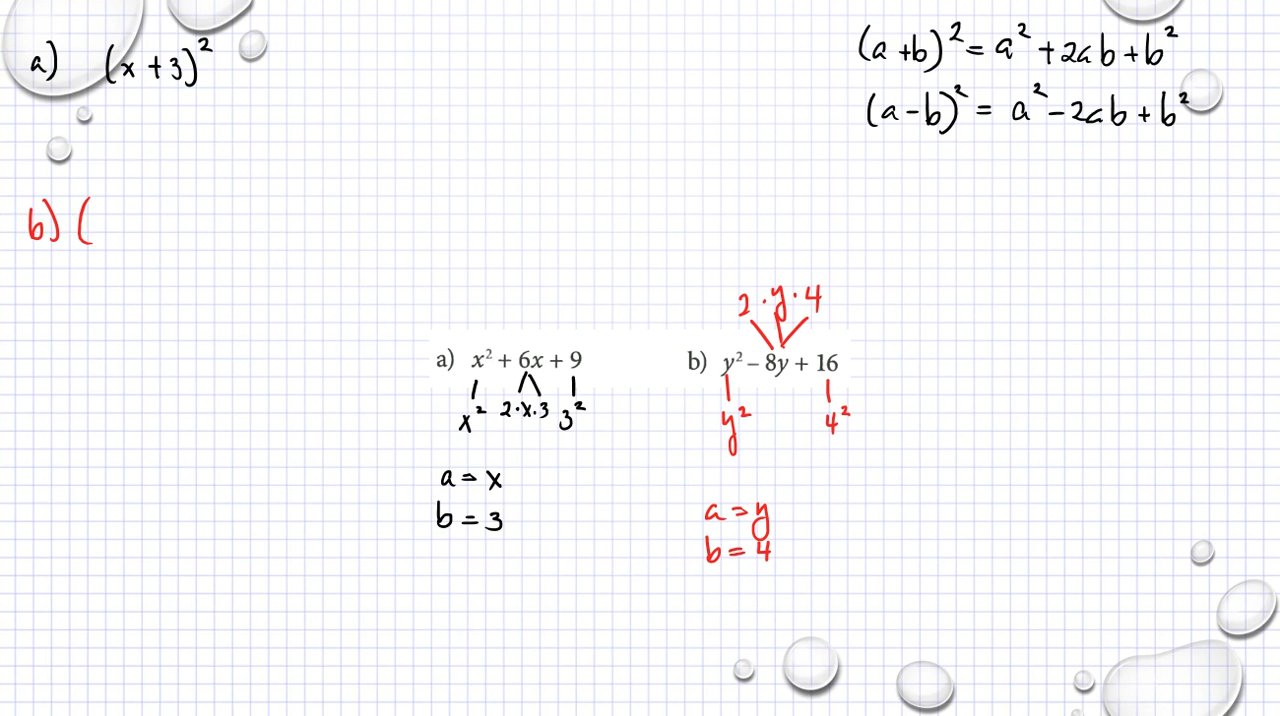 a) (x + 3)²
(a + b)² = a² + 2ab + b²
(a - b)² = a² - 2ab + b²
b) (
2 · y · 4
a) x² + 6x + 9
b) y² – 8y + 16
x² 2·x·3 3²
y² 4²
a = x
b = 3
a = y
b = 4